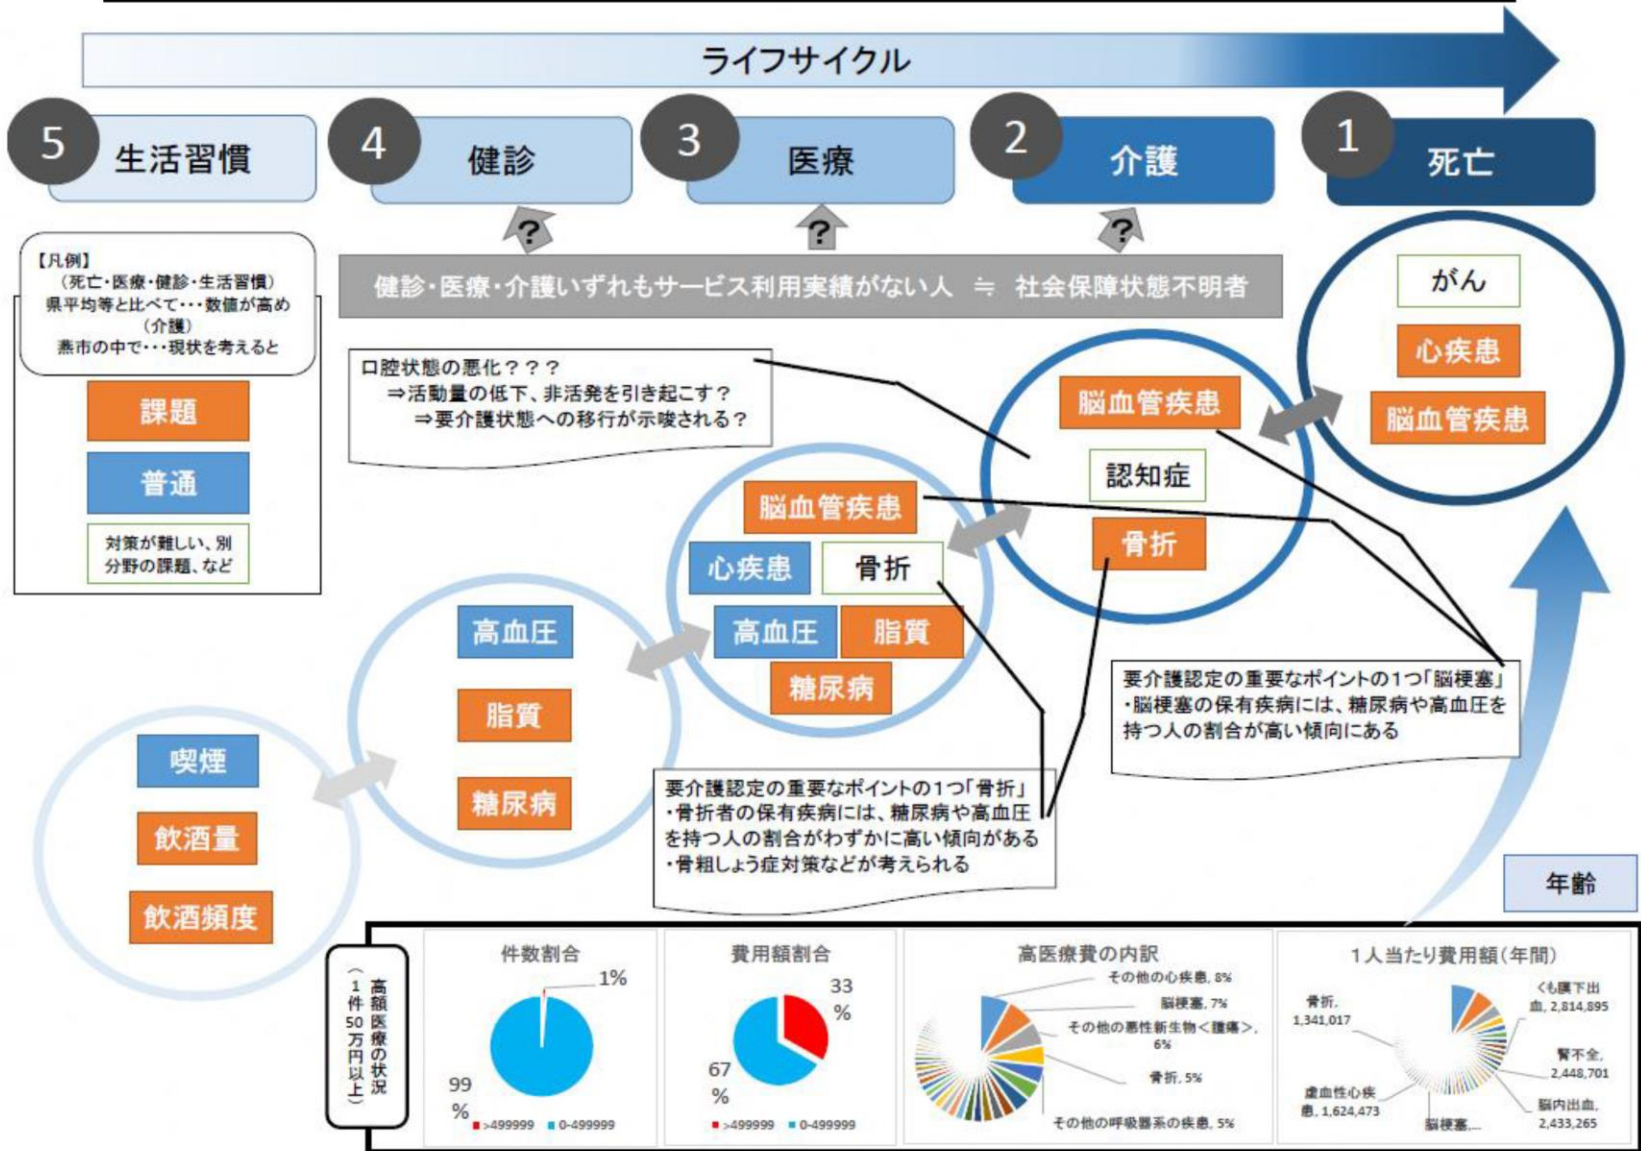 ライフサイクル
5
生活習慣
4
健診
3
医療
2
介護
1
死亡
?
?
?
健診・医療・介護いずれもサービス利用実績がない人 ≒ 社会保障状態不明者
【凡例】
(死亡・医療・健診・生活習慣)
県平均等と比べて・・・数値が高め
(介護)
燕市の中で・・・現状を考えると
課題
普通
対策が難しい、別
分野の課題、など
口腔状態の悪化???
⇒活動量の低下、非活発を引き起こす?
⇒要介護状態への移行が示唆される?
がん
心疾患
脳血管疾患
脳血管疾患
認知症
骨折
脳血管疾患
心疾患
骨折
高血圧
脂質
糖尿病
高血圧
脂質
糖尿病
喫煙
飲酒量
飲酒頻度
要介護認定の重要なポイントの1つ「脳梗塞」
・脳梗塞の保有疾病には、糖尿病や高血圧を
持つ人の割合が高い傾向にある
要介護認定の重要なポイントの1つ「骨折」
・骨折者の保有疾病には、糖尿病や高血圧
を持つ人の割合がわずかに高い傾向がある
・骨粗しょう症対策などが考えられる
年齢
高額医療の状況
(1件50万円以上)
件数割合
1%
99
%
>499999 0-499999
費用額割合
33
%
67
%
>499999 0-499999
高医療費の内訳
その他の心疾患, 8%
脳梗塞, 7%
その他の悪性新生物<腫瘍>,
6%
骨折, 5%
その他の呼吸器系の疾患, 5%
1人当たり費用額(年間)
くも膜下出
血, 2,814,895
腎不全,
2,448,701
脳内出血,
2,433,265
脳梗塞,...
虚血性心疾
患, 1,624,473
骨折,
1,341,017